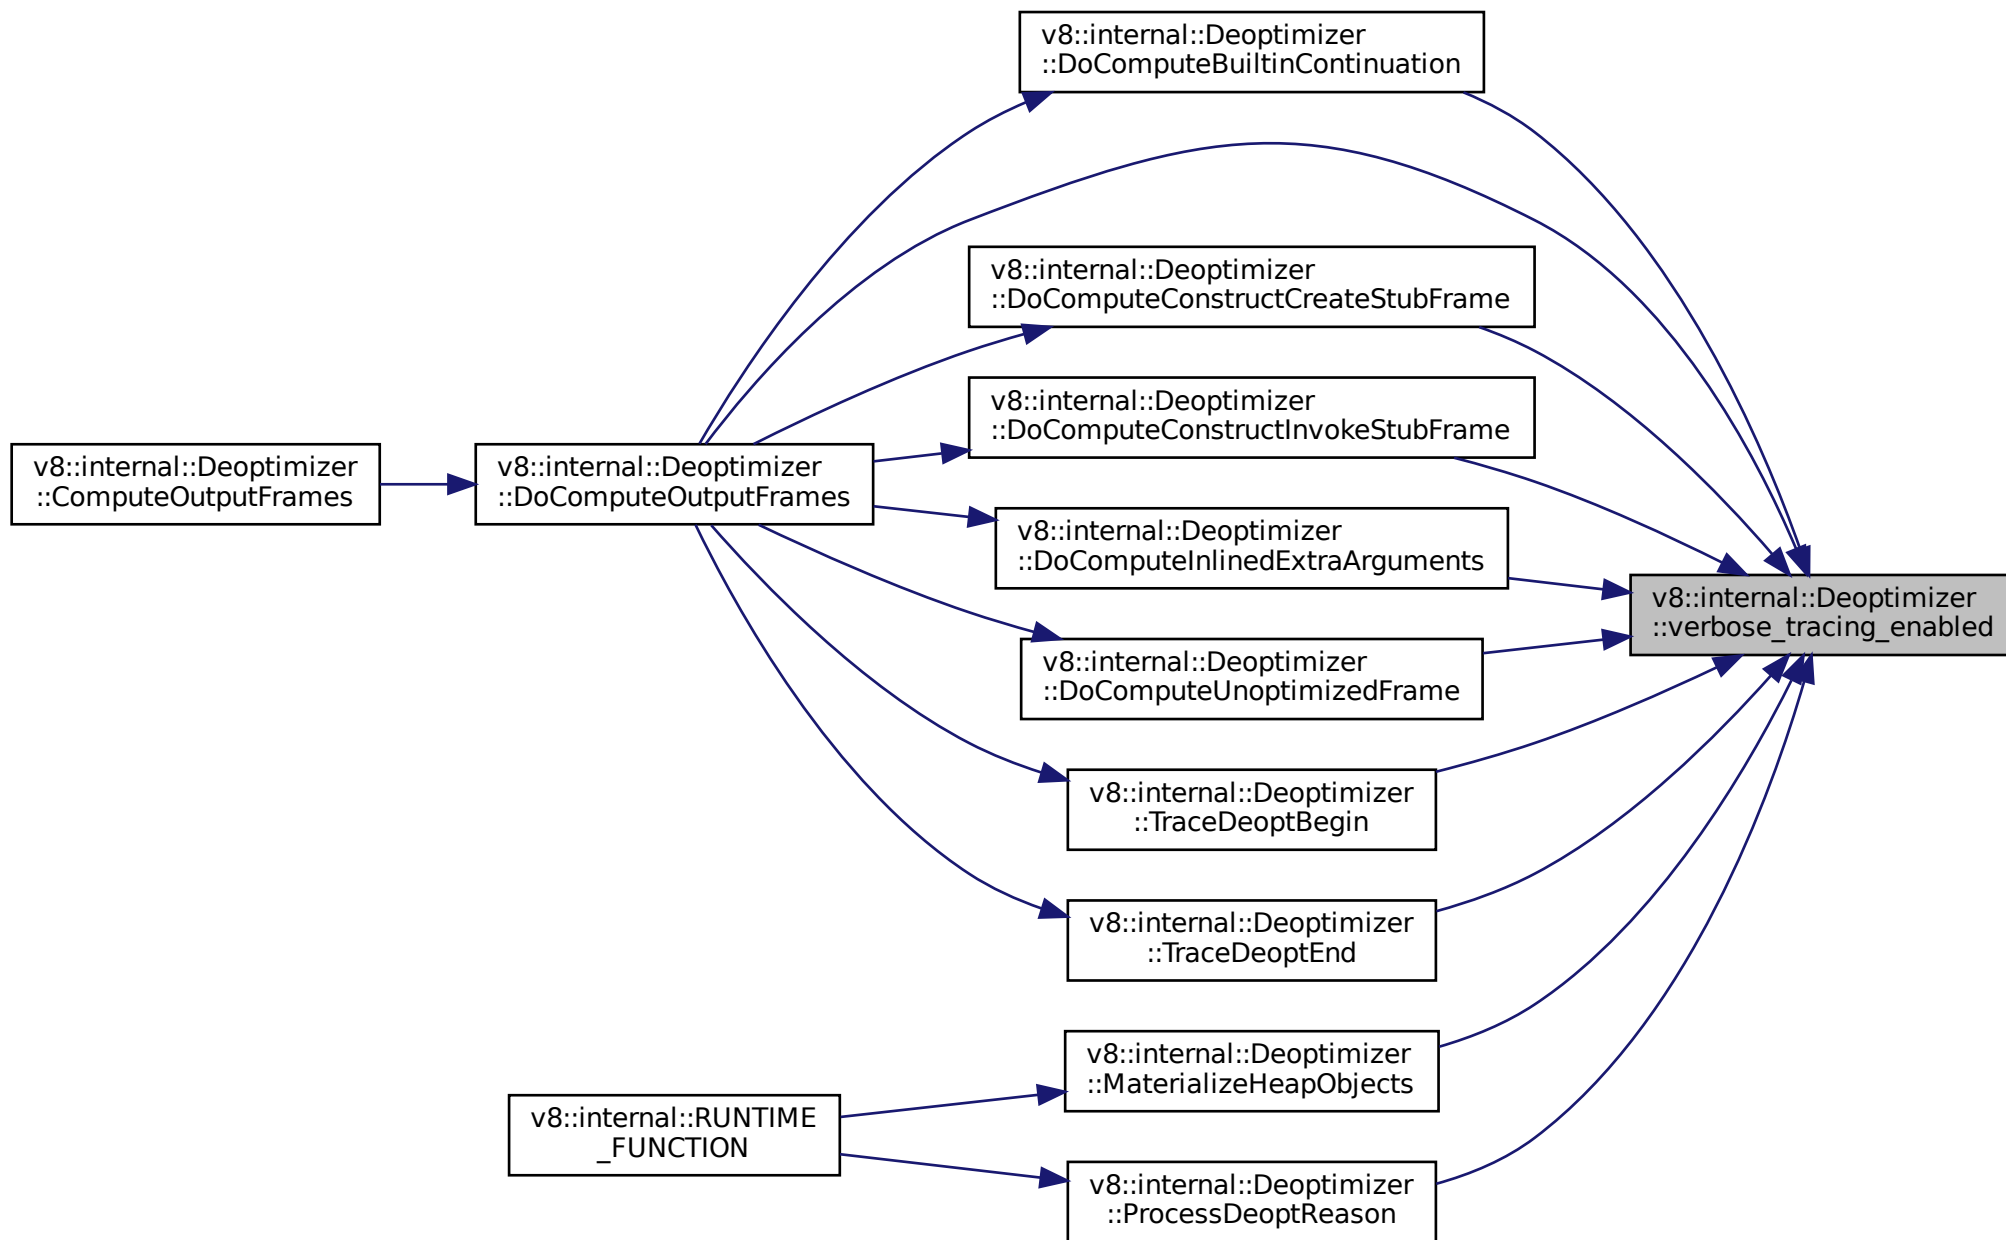 v8::internal::Deoptimizer
::DoComputeBuiltinContinuation
v8::internal::Deoptimizer
::DoComputeConstructCreateStubFrame
v8::internal::Deoptimizer
::DoComputeConstructInvokeStubFrame
v8::internal::Deoptimizer
::ComputeOutputFrames
v8::internal::Deoptimizer
::DoComputeOutputFrames
v8::internal::Deoptimizer
::DoComputeInlinedExtraArguments
v8::internal::Deoptimizer
::verbose_tracing_enabled
v8::internal::Deoptimizer
::DoComputeUnoptimizedFrame
v8::internal::Deoptimizer
::TraceDeoptBegin
v8::internal::Deoptimizer
::TraceDeoptEnd
v8::internal::Deoptimizer
::MaterializeHeapObjects
v8::internal::RUNTIME
_FUNCTION
v8::internal::Deoptimizer
::ProcessDeoptReason